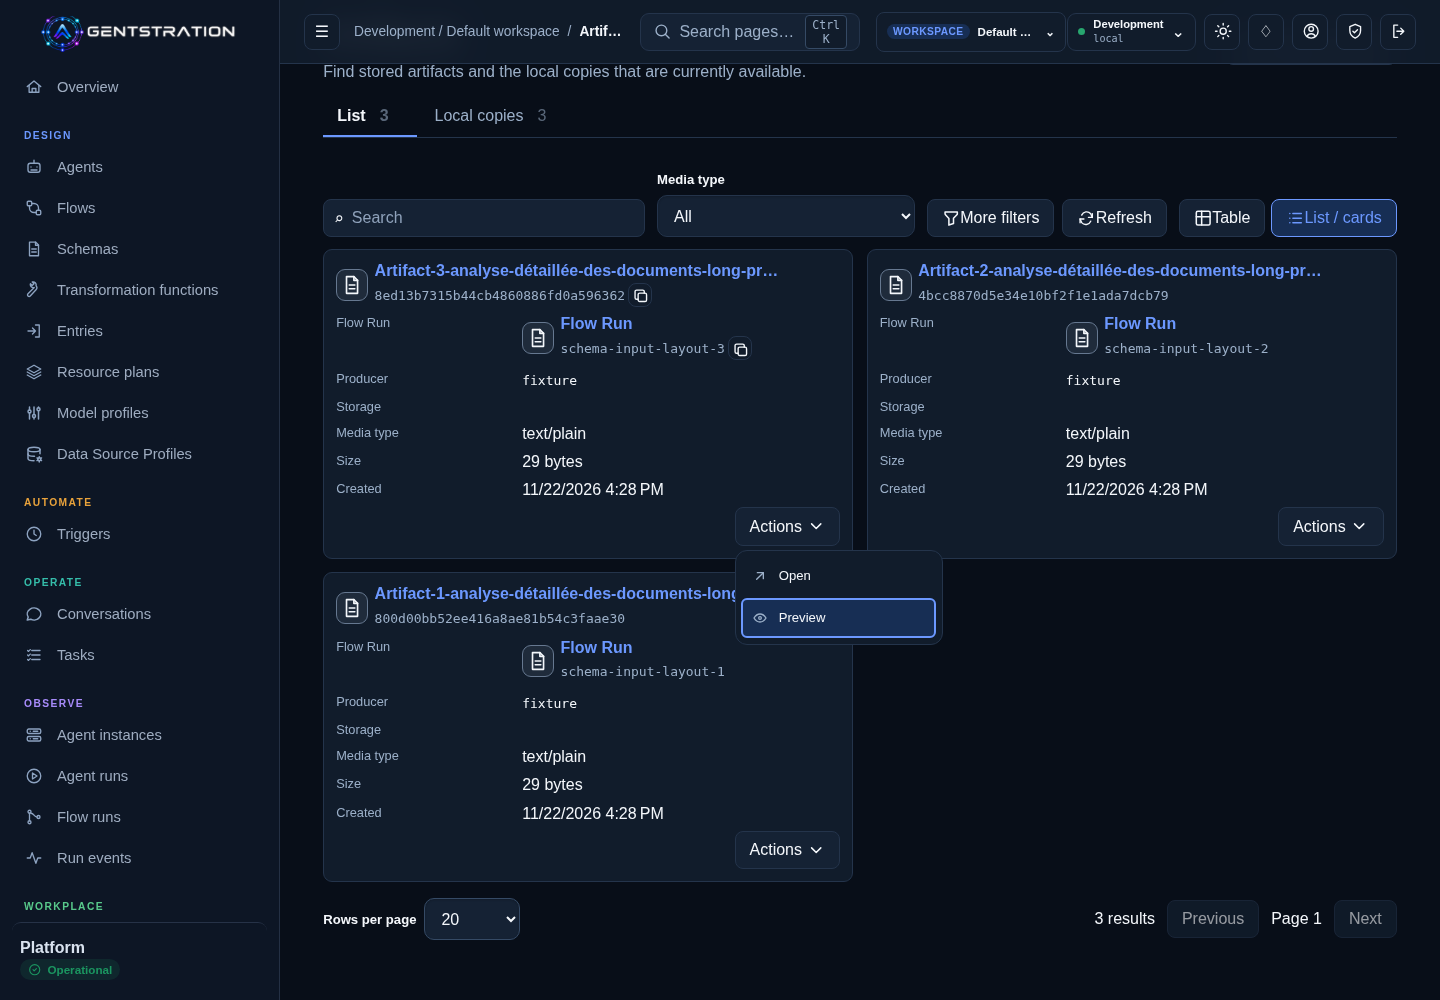 GENTSTRATION
☰
Development / Default workspace / Artif…
Search pages…
Ctrl
K
WORKSPACE
Default …
Development
local
Overview
DESIGN
Agents
Flows
Schemas
Transformation functions
Entries
Resource plans
Model profiles
Data Source Profiles
AUTOMATE
Triggers
OPERATE
Conversations
Tasks
OBSERVE
Agent instances
Agent runs
Flow runs
Run events
WORKPLACE
Platform
Operational
Find stored artifacts and the local copies that are currently available.
List 3
Local copies 3
Media type
Search
All
More filters
Refresh
Table
List / cards
Artifact-3-analyse-détaillée-des-documents-long-pr…
8ed13b7315b44cb4860886fd0a596362
Flow Run
Flow Run
schema-input-layout-3
Producer
fixture
Storage
Media type
text/plain
Size
29 bytes
Created
11/22/2026 4:28 PM
Actions
Artifact-2-analyse-détaillée-des-documents-long-pr…
4bcc8870d5e34e10bf2f1e1ada7dcb79
Flow Run
Flow Run
schema-input-layout-2
Producer
fixture
Storage
Media type
text/plain
Size
29 bytes
Created
11/22/2026 4:28 PM
Actions
Open
Preview
Artifact-1-analyse-détaillée-des-documents-long
800d00bb52ee416a8ae81b54c3faae30
Flow Run
Flow Run
schema-input-layout-1
Producer
fixture
Storage
Media type
text/plain
Size
29 bytes
Created
11/22/2026 4:28 PM
Actions
Rows per page
20
3 results
Previous
Page 1
Next